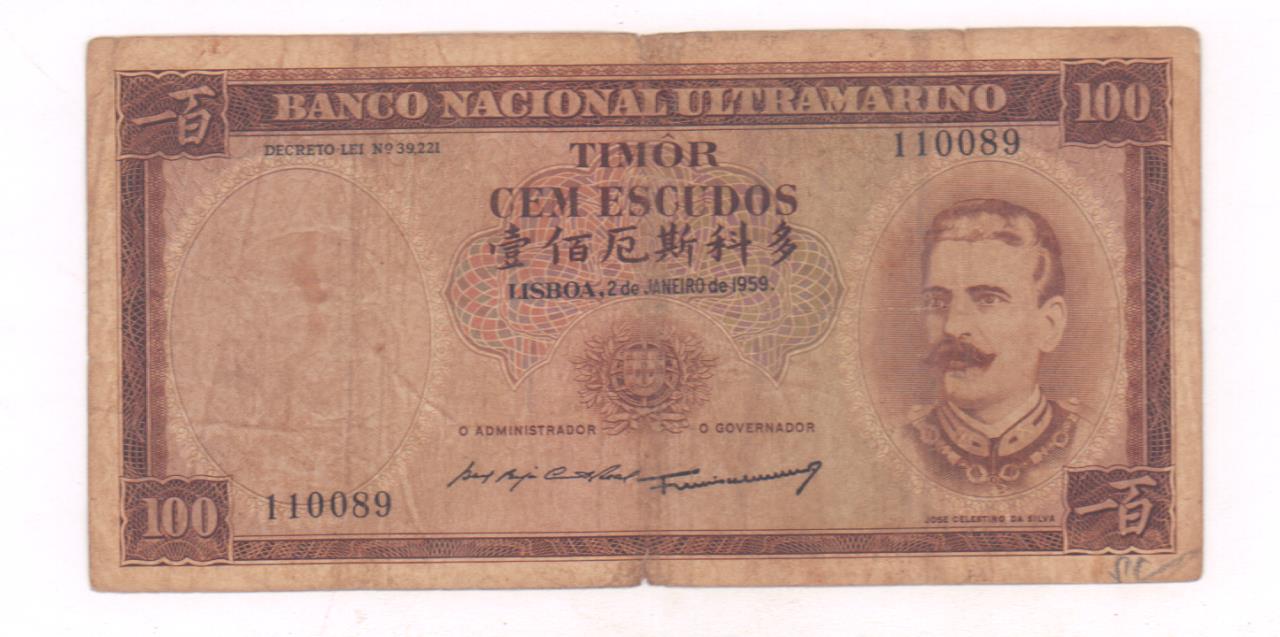 一百
BANCO NACIONAL ULTRAMARINO
100
DECRETO-LEI Nº 39,221
TIMÔR
110089
CEM ESCUDOS
壹佰厄斯科多
LISBOA, 2 de JANEIRO de 1959.
O ADMINISTRADOR
O GOVERNADOR
100
110089
JOSE CELESTINO DA SILVA
一百